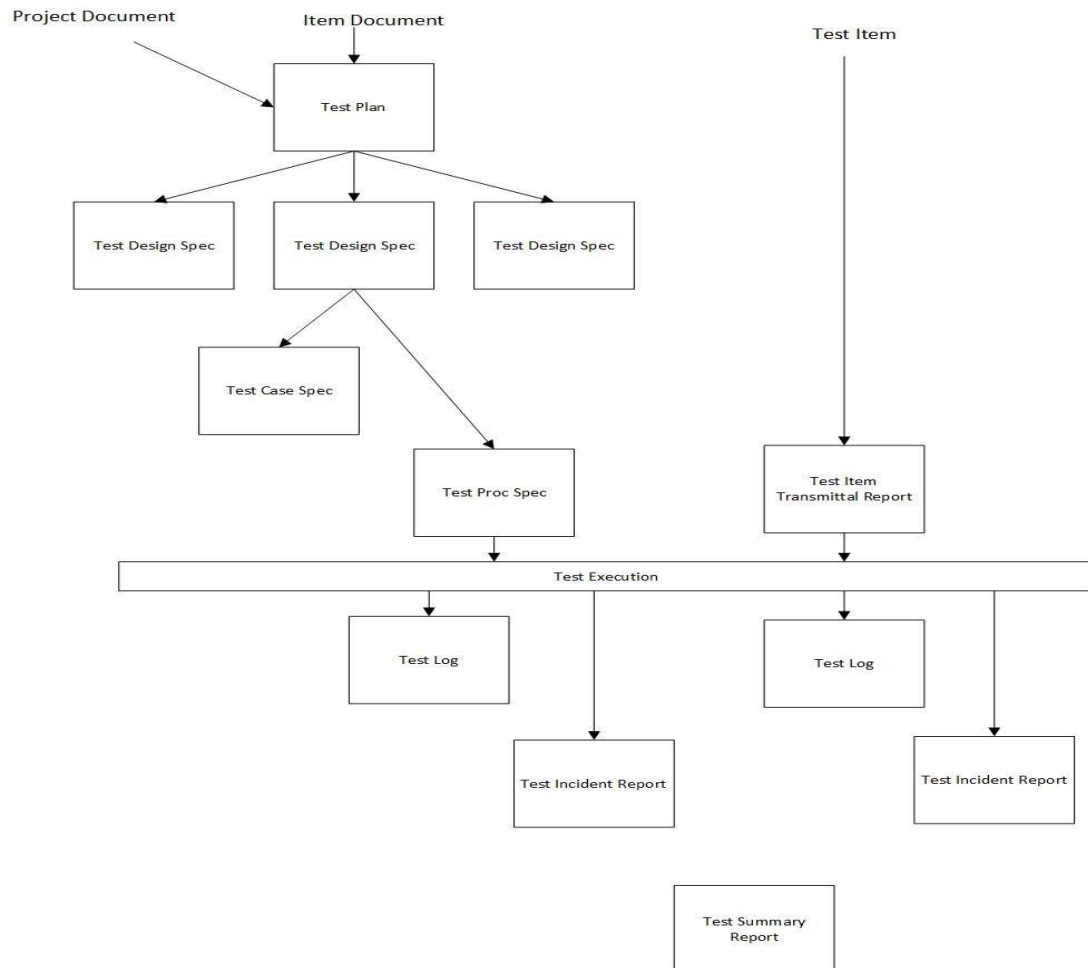 Project Document
Item Document
Test Item
Test Plan
Test Design Spec
Test Design Spec
Test Design Spec
Test Case Spec
Test Proc Spec
Test Item
Transmittal Report
Test Execution
Test Log
Test Log
Test Incident Report
Test Incident Report
Test Summary
Report